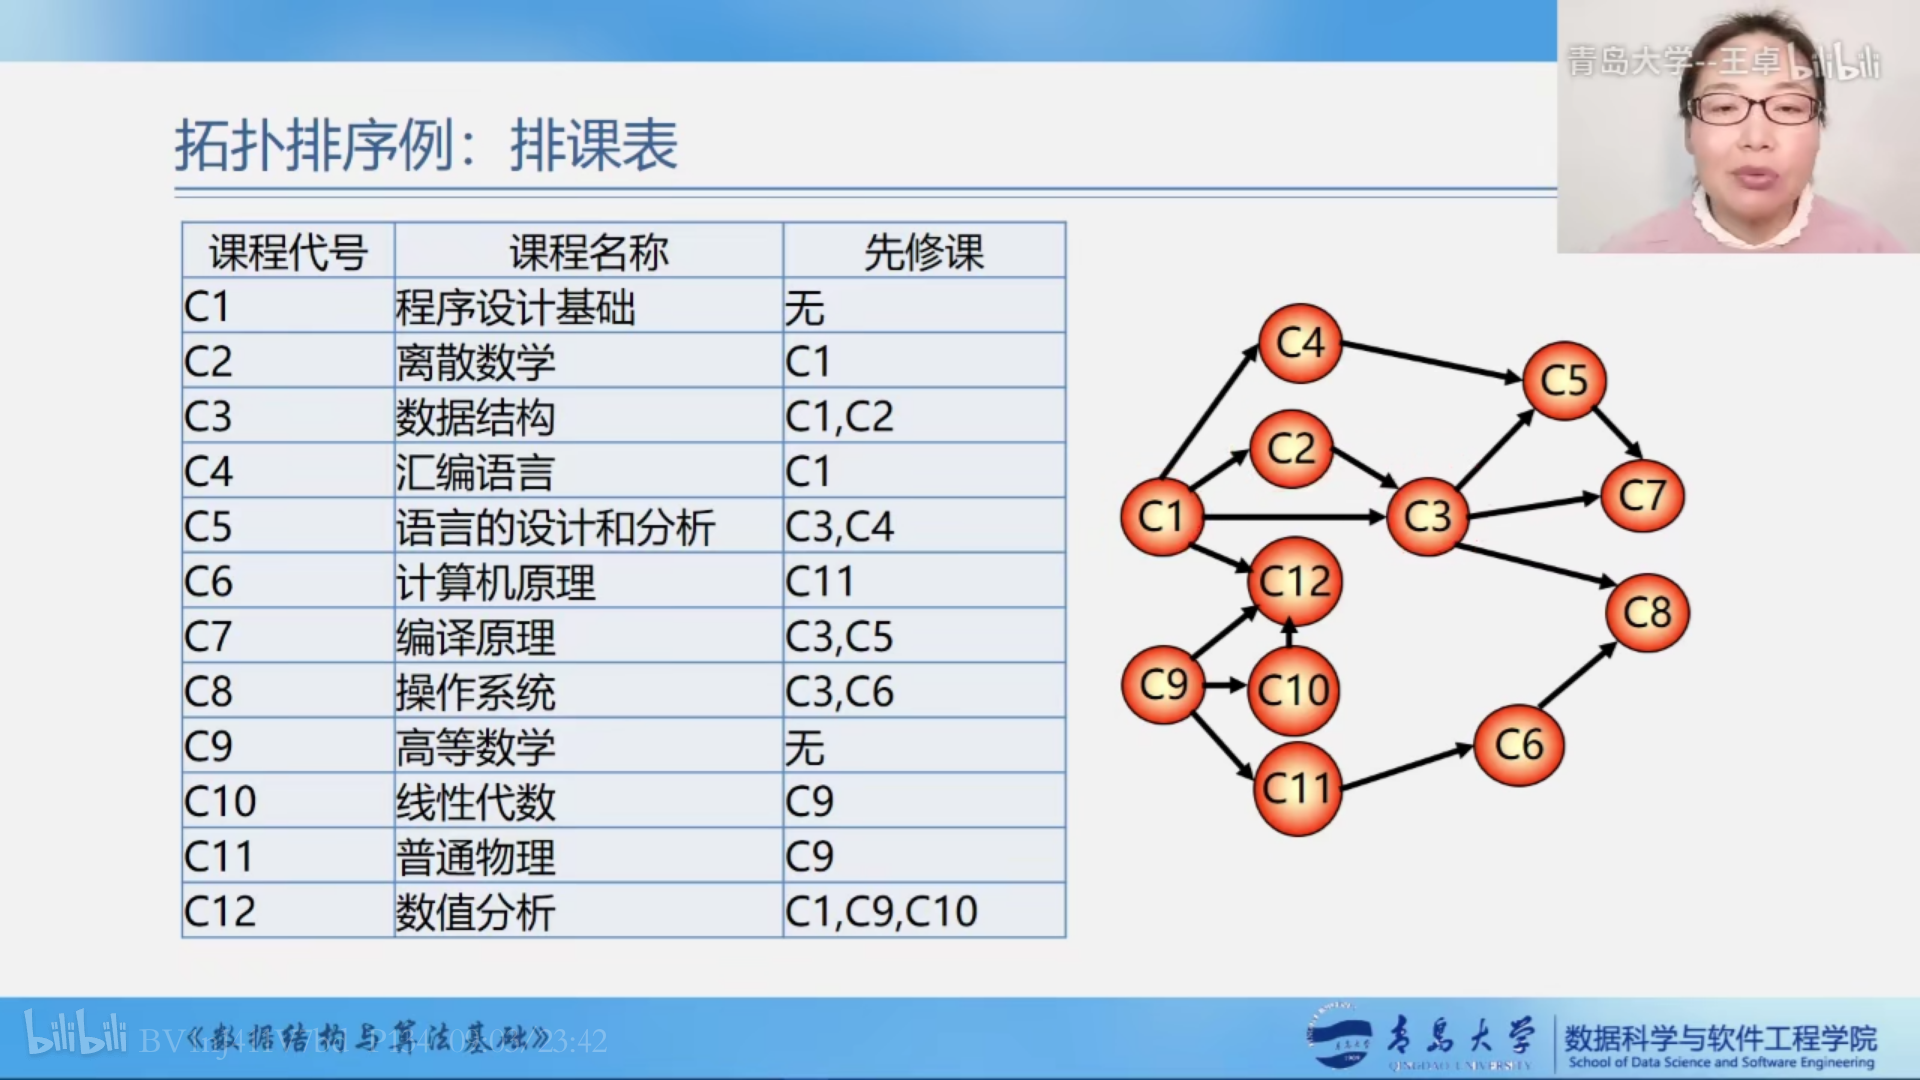 青岛大学--王卓 bilibili
拓扑排序例：排课表
课程代号 课程名称 先修课
C1 程序设计基础 无
C2 离散数学 C1
C3 数据结构 C1,C2
C4 汇编语言 C1
C5 语言的设计和分析 C3,C4
C6 计算机原理 C11
C7 编译原理 C3,C5
C8 操作系统 C3,C6
C9 高等数学 无
C10 线性代数 C9
C11 普通物理 C9
C12 数值分析 C1,C9,C10
C4
C5
C2
C7
C1
C3
C12
C8
C9
C10
C6
C11
bilibili
《数据结构与算法基础》
23:42
青岛大学
QINGDAO UNIVERSITY
数据科学与软件工程学院
School of Data Science and Software Engineering